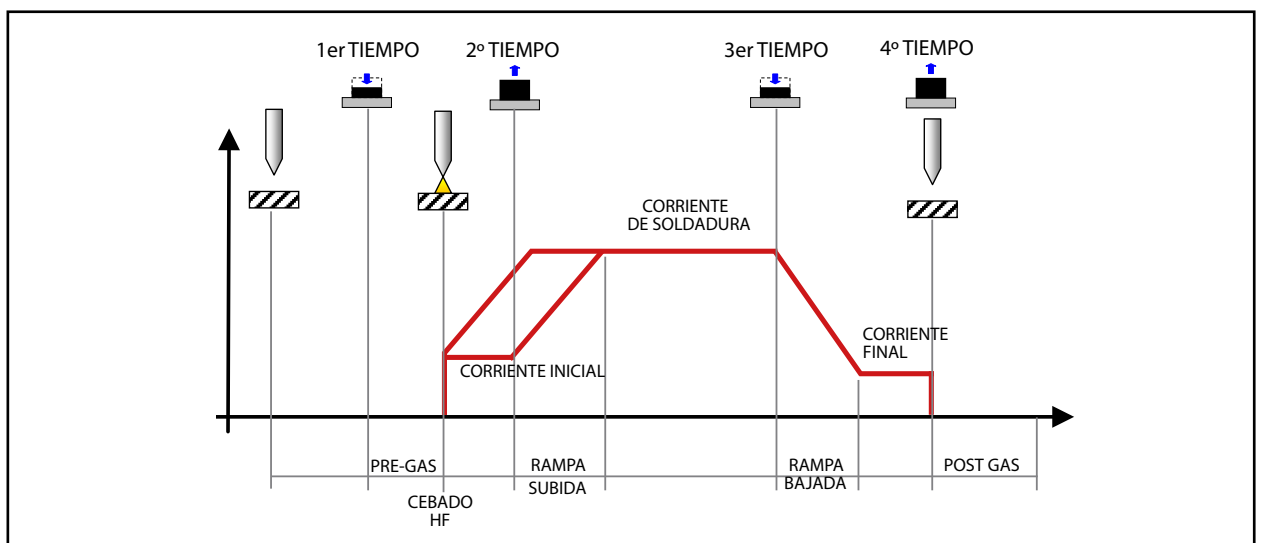 1er TIEMPO
2º TIEMPO
3er TIEMPO
4º TIEMPO
CORRIENTE
DE SOLDADURA
CORRIENTE
FINAL
CORRIENTE INICIAL
PRE-GAS
RAMPA
SUBIDA
RAMPA
BAJADA
POST GAS
CEBADO
HF